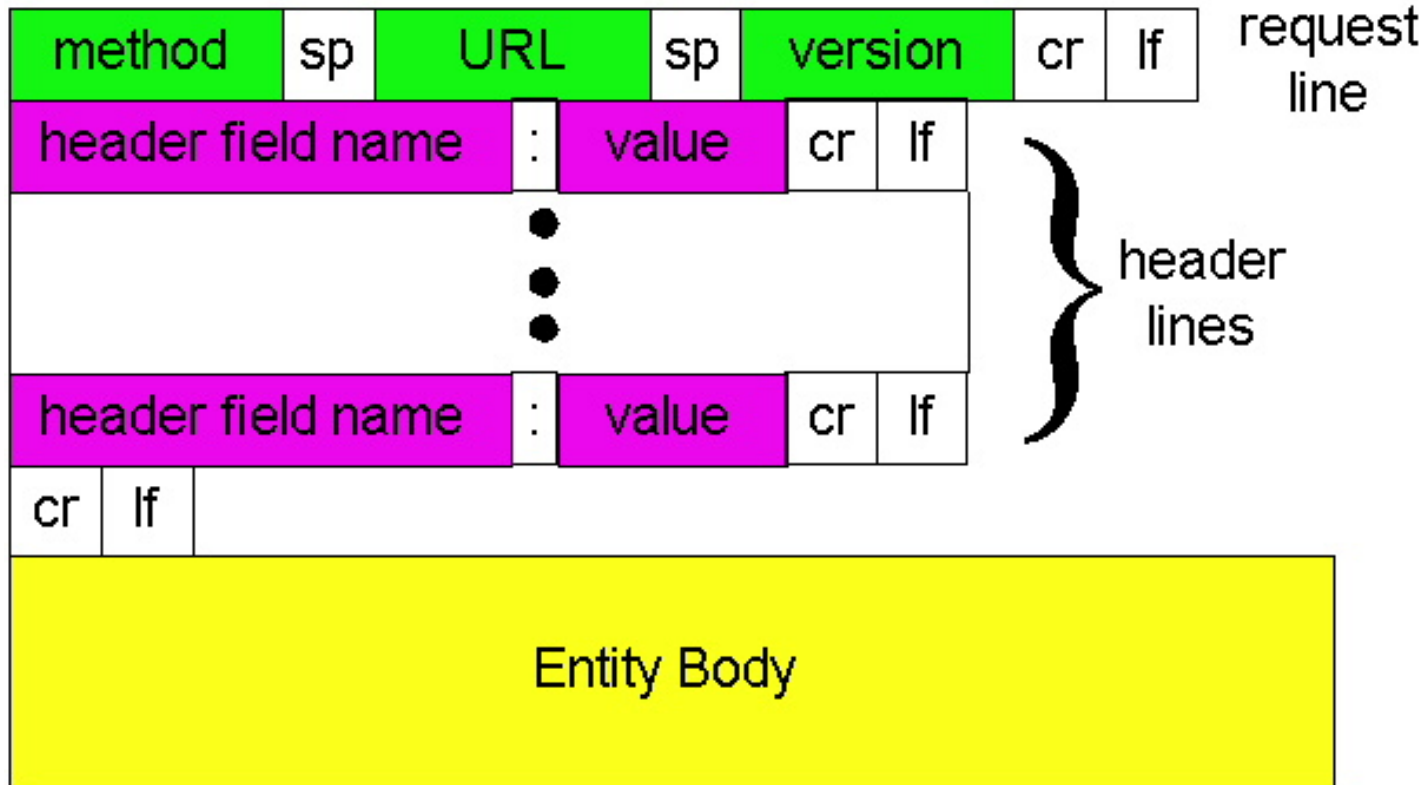 method sp URL sp version cr lf request line
header field name : value cr lf
header lines
header field name : value cr lf
cr lf
Entity Body